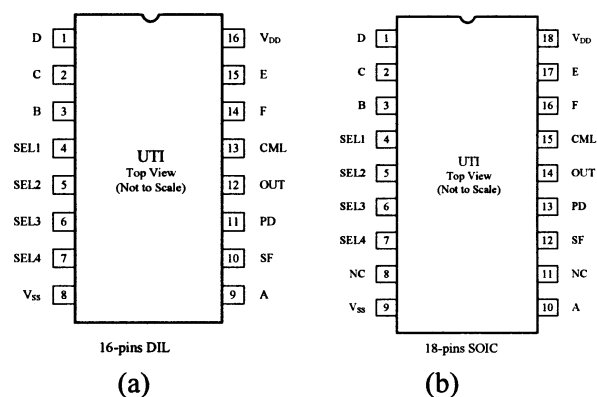 D 1 16 VDD
C 2 15 E
B 3 14 F
SEL1 4 13 CML
SEL2 5 12 OUT
SEL3 6 11 PD
SEL4 7 10 SF
VSS 8 9 A
UTI
Top View
(Not to Scale)
16-pins DIL
(a)
D 1 18 VDD
C 2 17 E
B 3 16 F
SEL1 4 15 CML
SEL2 5 14 OUT
SEL3 6 13 PD
SEL4 7 12 SF
NC 8 11 NC
VSS 9 10 A
UTI
Top View
(Not to Scale)
18-pins SOIC
(b)